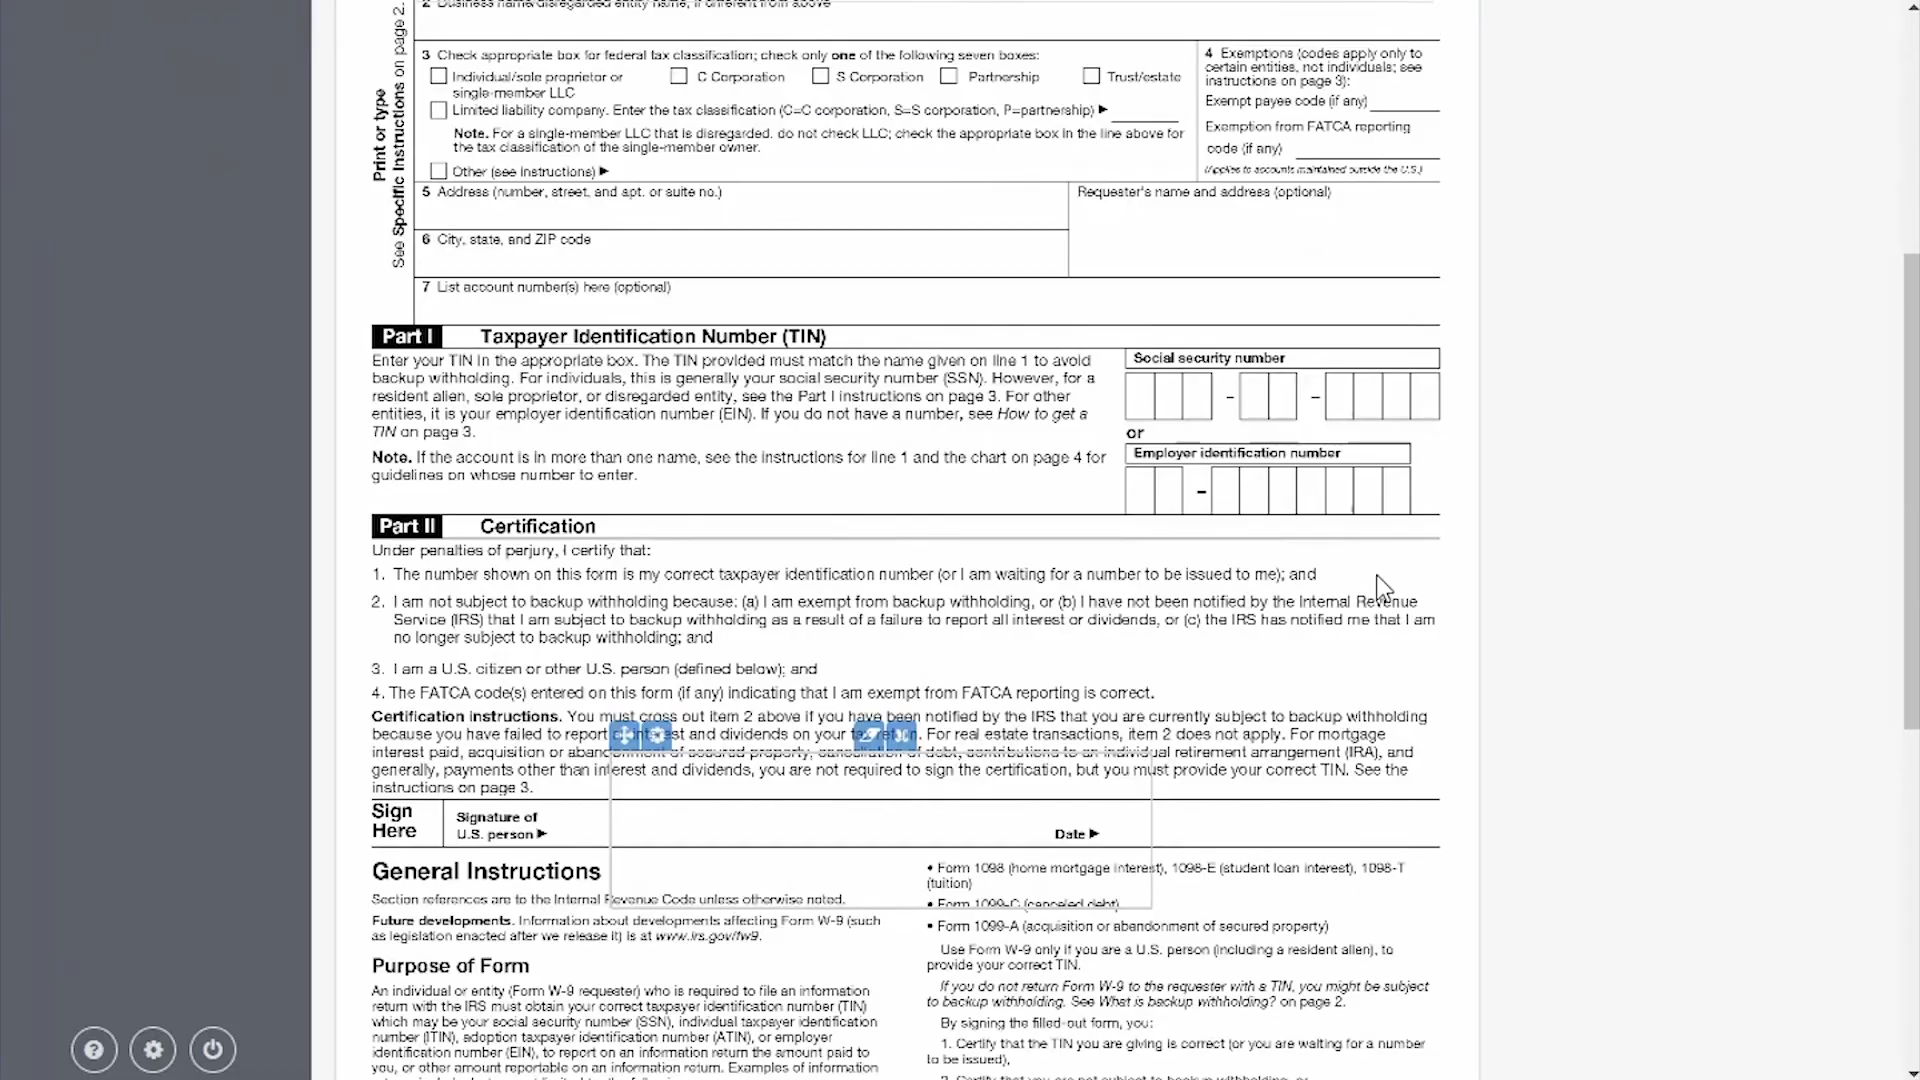 Print or type
See Specific Instructions on page 2.
2 Business name/disregarded entity name, if different from above
3 Check appropriate box for federal tax classification; check only one of the following seven boxes:
Individual/sole proprietor or single-member LLC
C Corporation
S Corporation
Partnership
Trust/estate
Limited liability company. Enter the tax classification (C=C corporation, S=S corporation, P=partnership) ▶
Note. For a single-member LLC that is disregarded, do not check LLC; check the appropriate box in the line above for
the tax classification of the single-member owner.
Other (see instructions) ▶
4 Exemptions (codes apply only to
certain entities, not individuals; see
instructions on page 3):
Exempt payee code (if any)
Exemption from FATCA reporting
code (if any)
(Applies to accounts maintained outside the U.S.)
5 Address (number, street, and apt. or suite no.)
Requester's name and address (optional)
6 City, state, and ZIP code
7 List account number(s) here (optional)
Part I Taxpayer Identification Number (TIN)
Enter your TIN in the appropriate box. The TIN provided must match the name given on line 1 to avoid
backup withholding. For individuals, this is generally your social security number (SSN). However, for a
resident alien, sole proprietor, or disregarded entity, see the Part I instructions on page 3. For other
entities, it is your employer identification number (EIN). If you do not have a number, see How to get a
TIN on page 3.
Note. If the account is in more than one name, see the instructions for line 1 and the chart on page 4 for
guidelines on whose number to enter.
Social security number
– –
or
Employer identification number
–
Part II Certification
Under penalties of perjury, I certify that:
1. The number shown on this form is my correct taxpayer identification number (or I am waiting for a number to be issued to me); and
2. I am not subject to backup withholding because: (a) I am exempt from backup withholding, or (b) I have not been notified by the Internal Revenue
Service (IRS) that I am subject to backup withholding as a result of a failure to report all interest or dividends, or (c) the IRS has notified me that I am
no longer subject to backup withholding; and
3. I am a U.S. citizen or other U.S. person (defined below); and
4. The FATCA code(s) entered on this form (if any) indicating that I am exempt from FATCA reporting is correct.
Certification instructions. You must cross out item 2 above if you have been notified by the IRS that you are currently subject to backup withholding
because you have failed to report interest and dividends on your tax return. For real estate transactions, item 2 does not apply. For mortgage
interest paid, acquisition or abandonment of secured property, cancellation of debt, contributions to an individual retirement arrangement (IRA), and
generally, payments other than interest and dividends, you are not required to sign the certification, but you must provide your correct TIN. See the
instructions on page 3.
Sign
Here
Signature of
U.S. person ▶
Date ▶
General Instructions
Section references are to the Internal Revenue Code unless otherwise noted.
Future developments. Information about developments affecting Form W-9 (such
as legislation enacted after we release it) is at www.irs.gov/fw9.
Purpose of Form
An individual or entity (Form W-9 requester) who is required to file an information
return with the IRS must obtain your correct taxpayer identification number (TIN)
which may be your social security number (SSN), individual taxpayer identification
number (ITIN), adoption taxpayer identification number (ATIN), or employer
identification number (EIN), to report on an information return the amount paid to
you, or other amount reportable on an information return. Examples of information
• Form 1098 (home mortgage interest), 1098-E (student loan interest), 1098-T
(tuition)
• Form 1099-C (canceled debt)
• Form 1099-A (acquisition or abandonment of secured property)
Use Form W-9 only if you are a U.S. person (including a resident alien), to
provide your correct TIN.
If you do not return Form W-9 to the requester with a TIN, you might be subject
to backup withholding. See What is backup withholding? on page 2.
By signing the filled-out form, you:
1. Certify that the TIN you are giving is correct (or you are waiting for a number
to be issued),
2. Certify that you are not subject to backup withholding, or